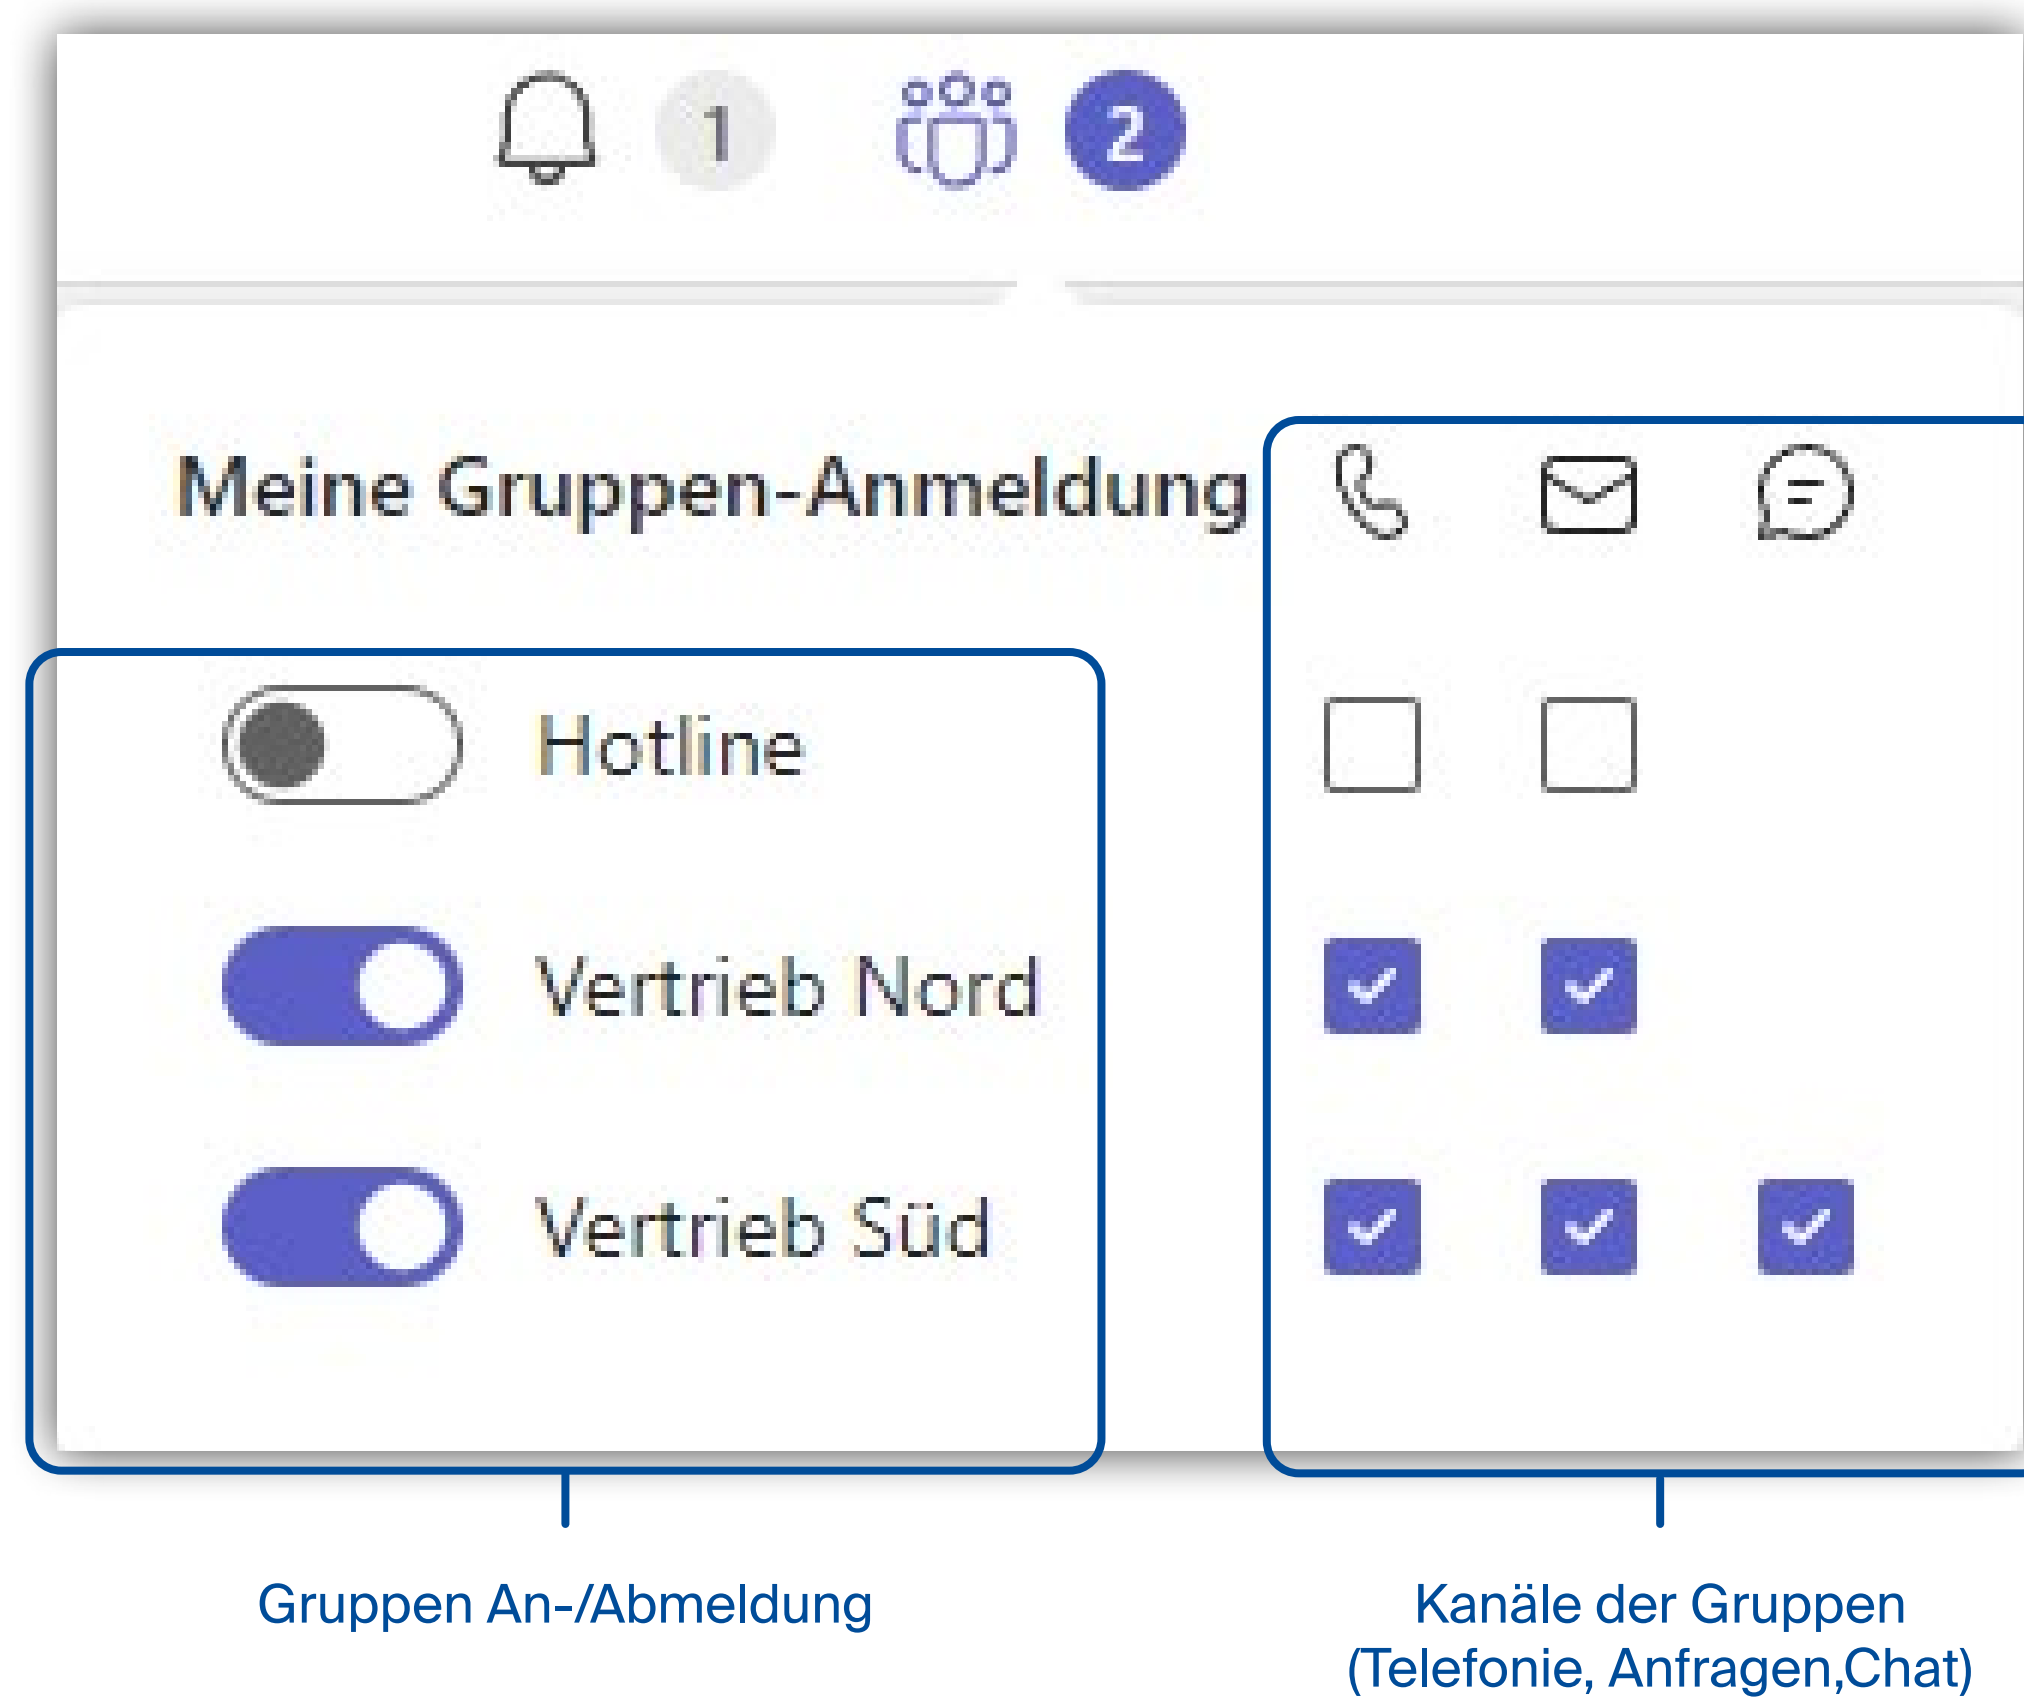 1 2
Meine Gruppen-Anmeldung
Hotline
Vertrieb Nord
Vertrieb Süd
Gruppen An-/Abmeldung
Kanäle der Gruppen
(Telefonie, Anfragen,Chat)